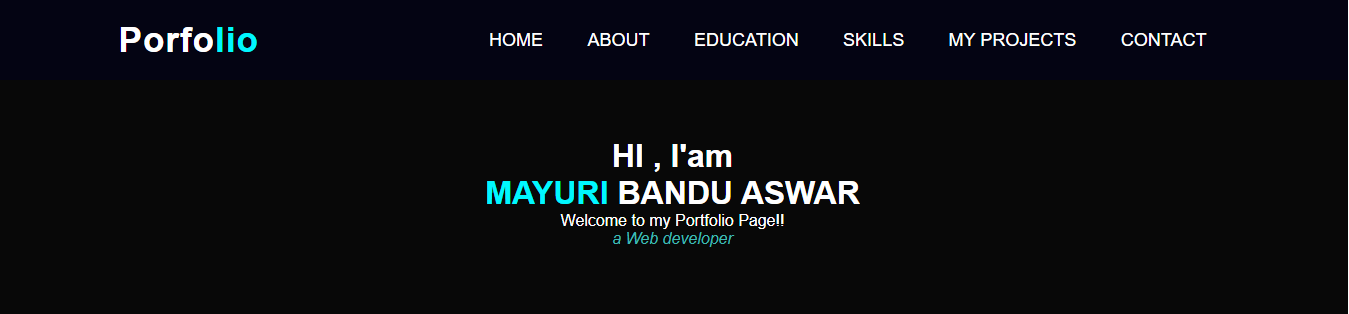 Porfolio
HOME ABOUT EDUCATION SKILLS MY PROJECTS CONTACT
HI , I'am
MAYURI BANDU ASWAR
Welcome to my Portfolio Page!!
a Web developer